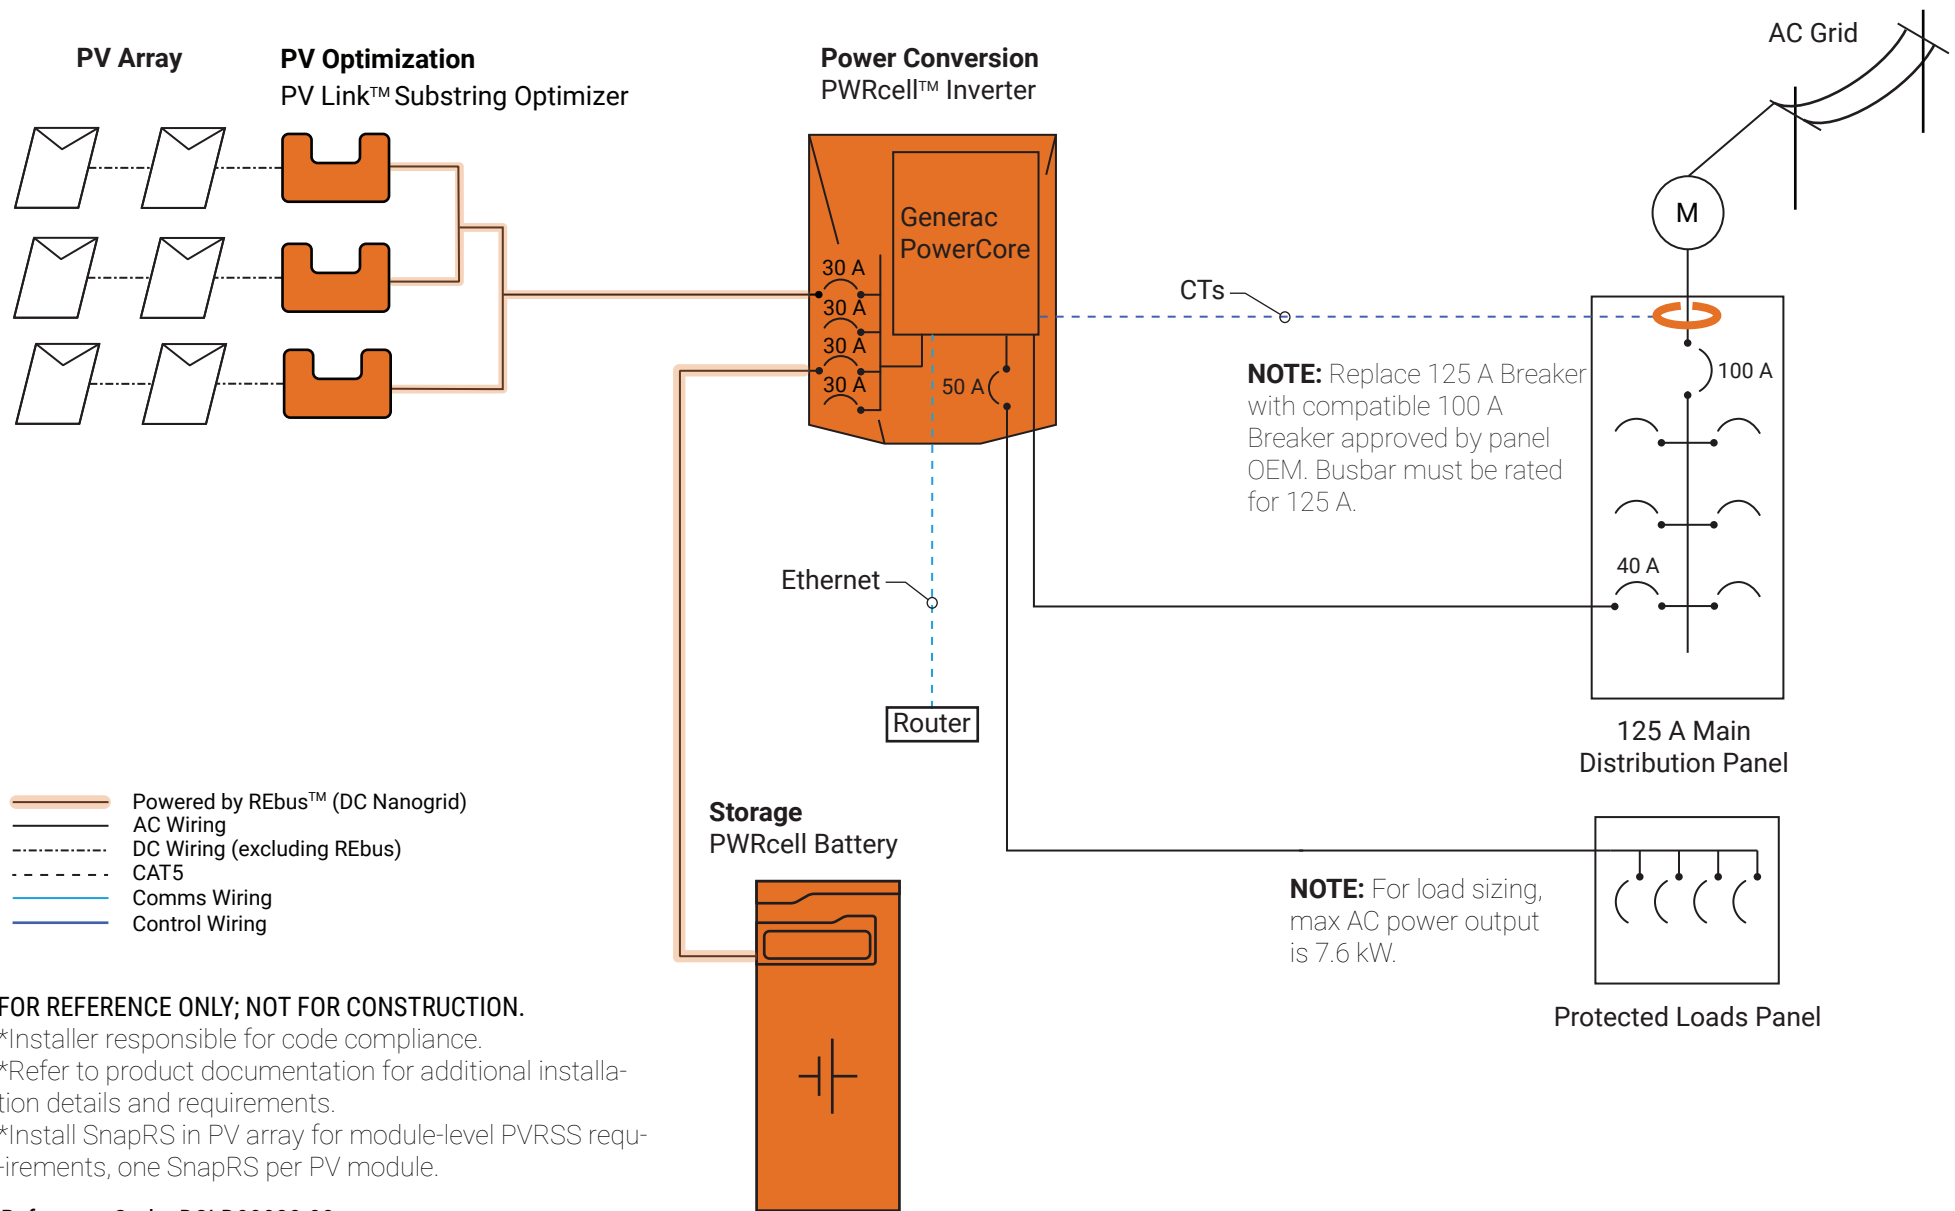 PV Array
PV Optimization
PV Link™ Substring Optimizer
Power Conversion
PWRcell™ Inverter
AC Grid
M
Generac
PowerCore
30 A
30 A
30 A
30 A
50 A
CTs
NOTE: Replace 125 A Breaker
with compatible 100 A
Breaker approved by panel
OEM. Busbar must be rated
for 125 A.
100 A
40 A
Ethernet
Router
125 A Main
Distribution Panel
Powered by REbus™ (DC Nanogrid)
AC Wiring
DC Wiring (excluding REbus)
CAT5
Comms Wiring
Control Wiring
Storage
PWRcell Battery
NOTE: For load sizing,
max AC power output
is 7.6 kW.
Protected Loads Panel
FOR REFERENCE ONLY; NOT FOR CONSTRUCTION.
*Installer responsible for code compliance.
*Refer to product documentation for additional installa-
tion details and requirements.
*Install SnapRS in PV array for module-level PVRSS requ-
-irements, one SnapRS per PV module.